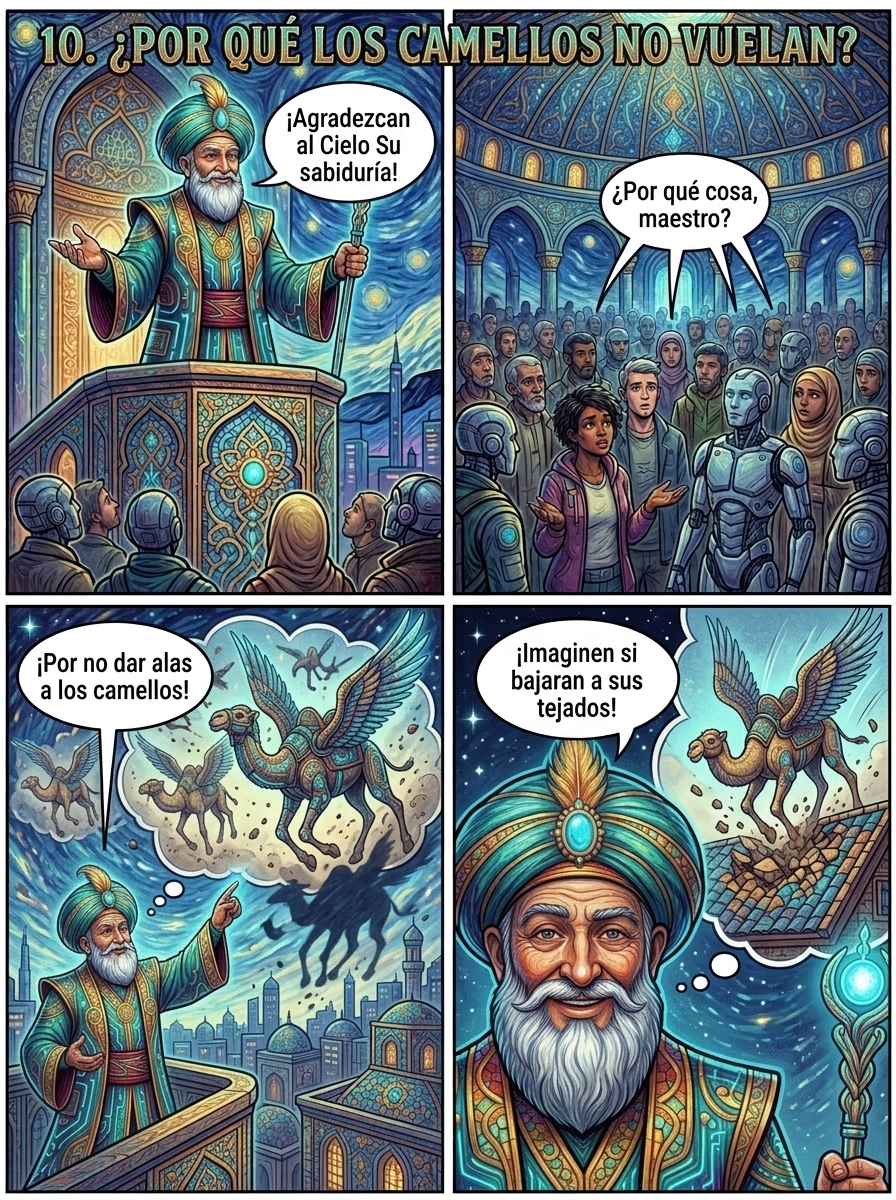 10. ¿POR QUÉ LOS CAMELLOS NO VUELAN?
¡Agradezcan
al Cielo Su
sabiduría!
¿Por qué cosa,
maestro?
¡Por no dar alas
a los camellos!
¡Imaginen si
bajaran a sus
tejados!